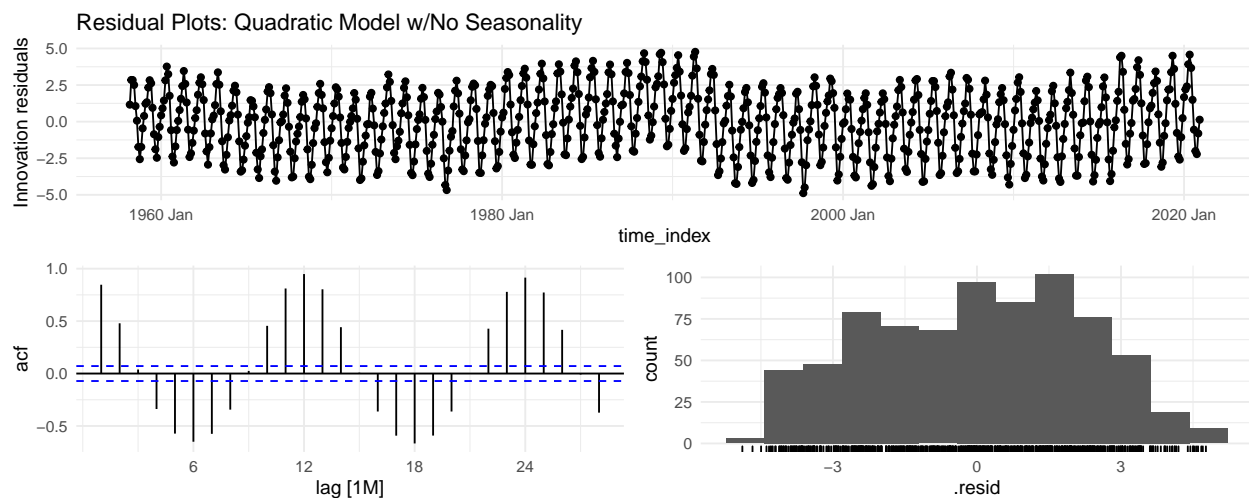 Residual Plots: Quadratic Model w/No Seasonality
Innovation residuals
5.0
2.5
0.0
−2.5
−5.0
1960 Jan
1980 Jan
2000 Jan
2020 Jan
time_index
acf
1.0
0.5
0.0
−0.5
6
12
18
24
lag [1M]
count
100
75
50
25
0
−3
0
3
.resid